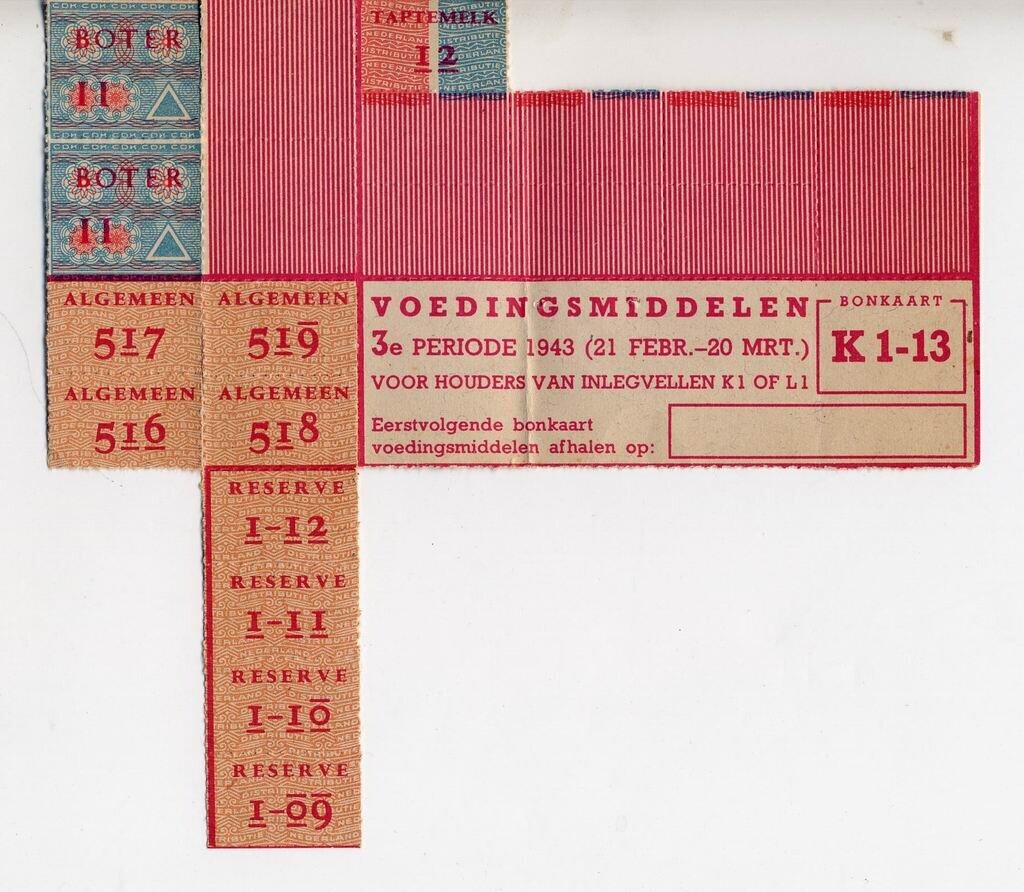 BOTER
11
BOTER
11
TAPTEMELK
12
ALGEMEEN
517
ALGEMEEN
519
ALGEMEEN
516
ALGEMEEN
518
VOEDINGSMIDDELEN
3e PERIODE 1943 (21 FEBR.–20 MRT.)
VOOR HOUDERS VAN INLEGVELLEN K1 OF L1
BONKAART
K 1-13
Eerstvolgende bonkaart
voedingsmiddelen afhalen op:
RESERVE
1-12
RESERVE
1-11
RESERVE
1-10
RESERVE
1-09